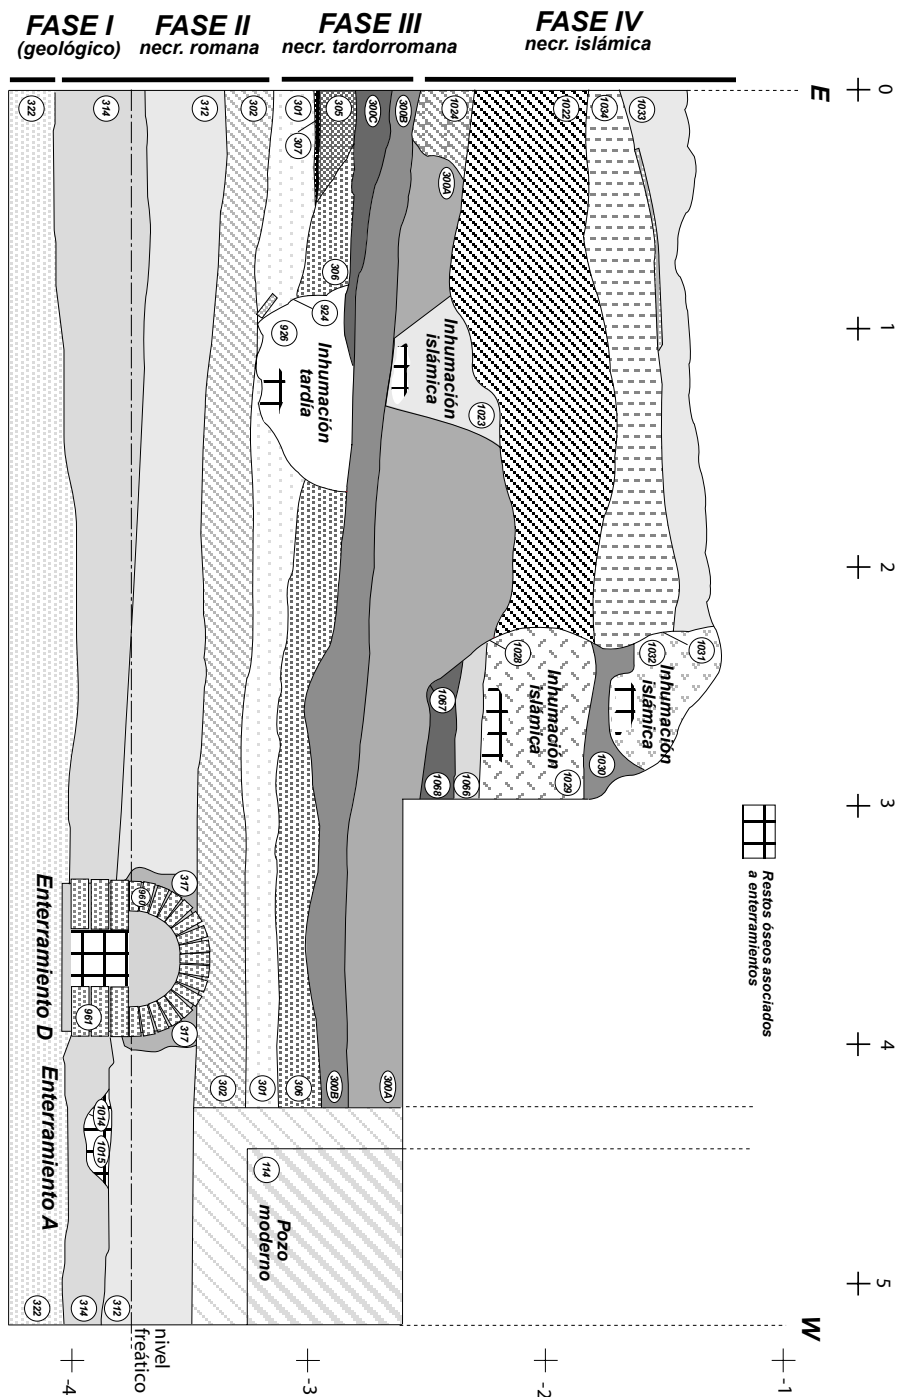 FASE I
(geológico)
FASE II
necr. romana
FASE III
necr. tardorromana
FASE IV
necr. islámica
E
0
1
2
3
4
5
W
322
314
312
302
301
307
305
300C
300B
1024
300A
1022
1034
1033
306
924
926
Inhumación
tardía
Inhumación
islámica
1023
1028
Inhumación
islámica
1029
1067
1068
1066
1032
1031
Inhumación
islámica
1030
Restos óseos asociados
a enterramientos
317
960
961
317
Enterramiento D
Enterramiento A
1014
1015
302
301
306
300B
300A
114
Pozo
moderno
322
314
312
nivel
freático
-4
-3
-2
-1